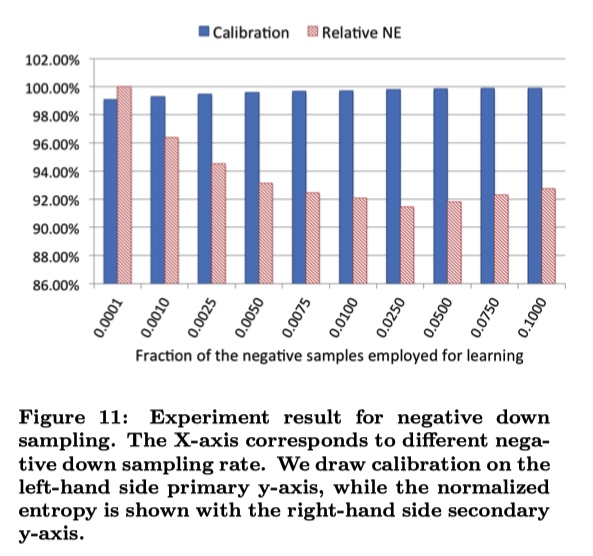 Calibration Relative NE
102.00%
100.00%
98.00%
96.00%
94.00%
92.00%
90.00%
88.00%
86.00%
0.0001 0.0010 0.0025 0.0050 0.0075 0.0100 0.0250 0.0500 0.0750 0.1000
Fraction of the negative samples employed for learning
Figure 11: Experiment result for negative down
sampling. The X-axis corresponds to different nega-
tive down sampling rate. We draw calibration on the
left-hand side primary y-axis, while the normalized
entropy is shown with the right-hand side secondary
y-axis.